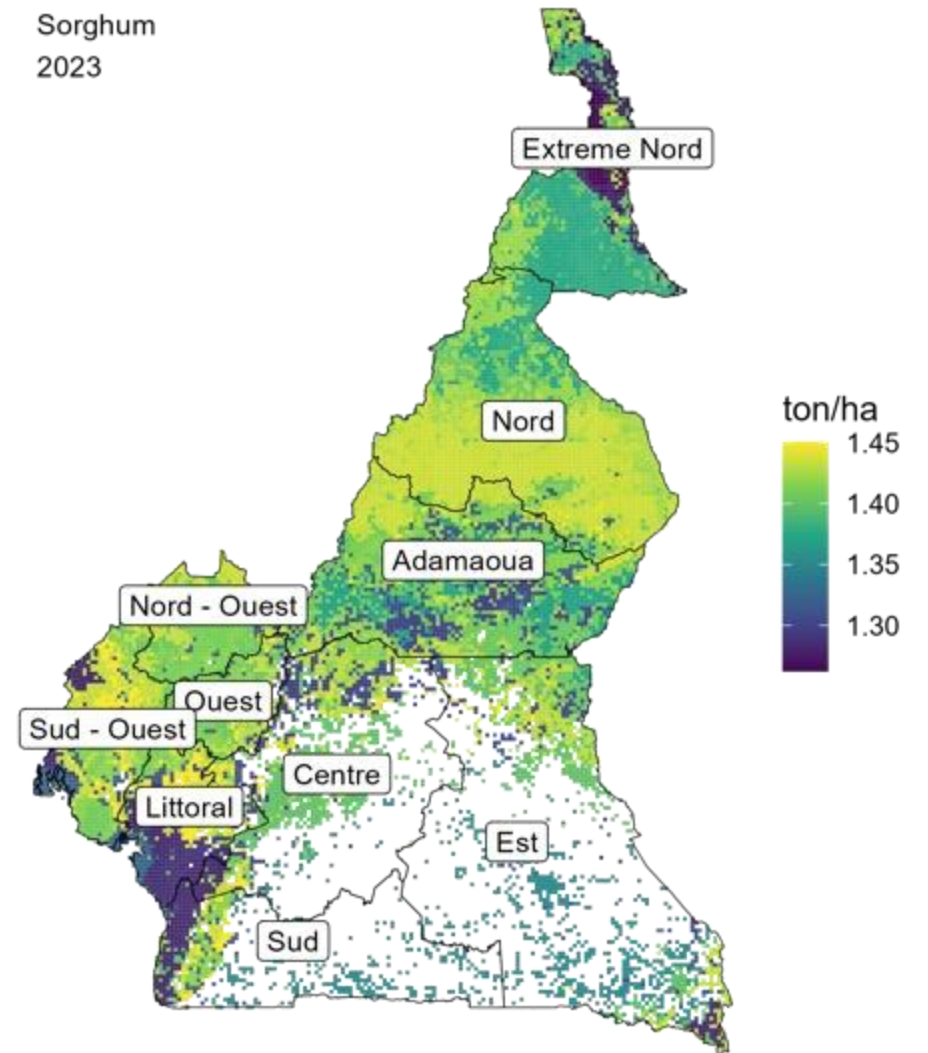 Sorghum
2023
Extreme Nord
ton/ha
1.45
1.40
1.35
1.30
Nord
Adamaoua
Nord - Ouest
Ouest
Sud - Ouest
Centre
Littoral
Est
Sud